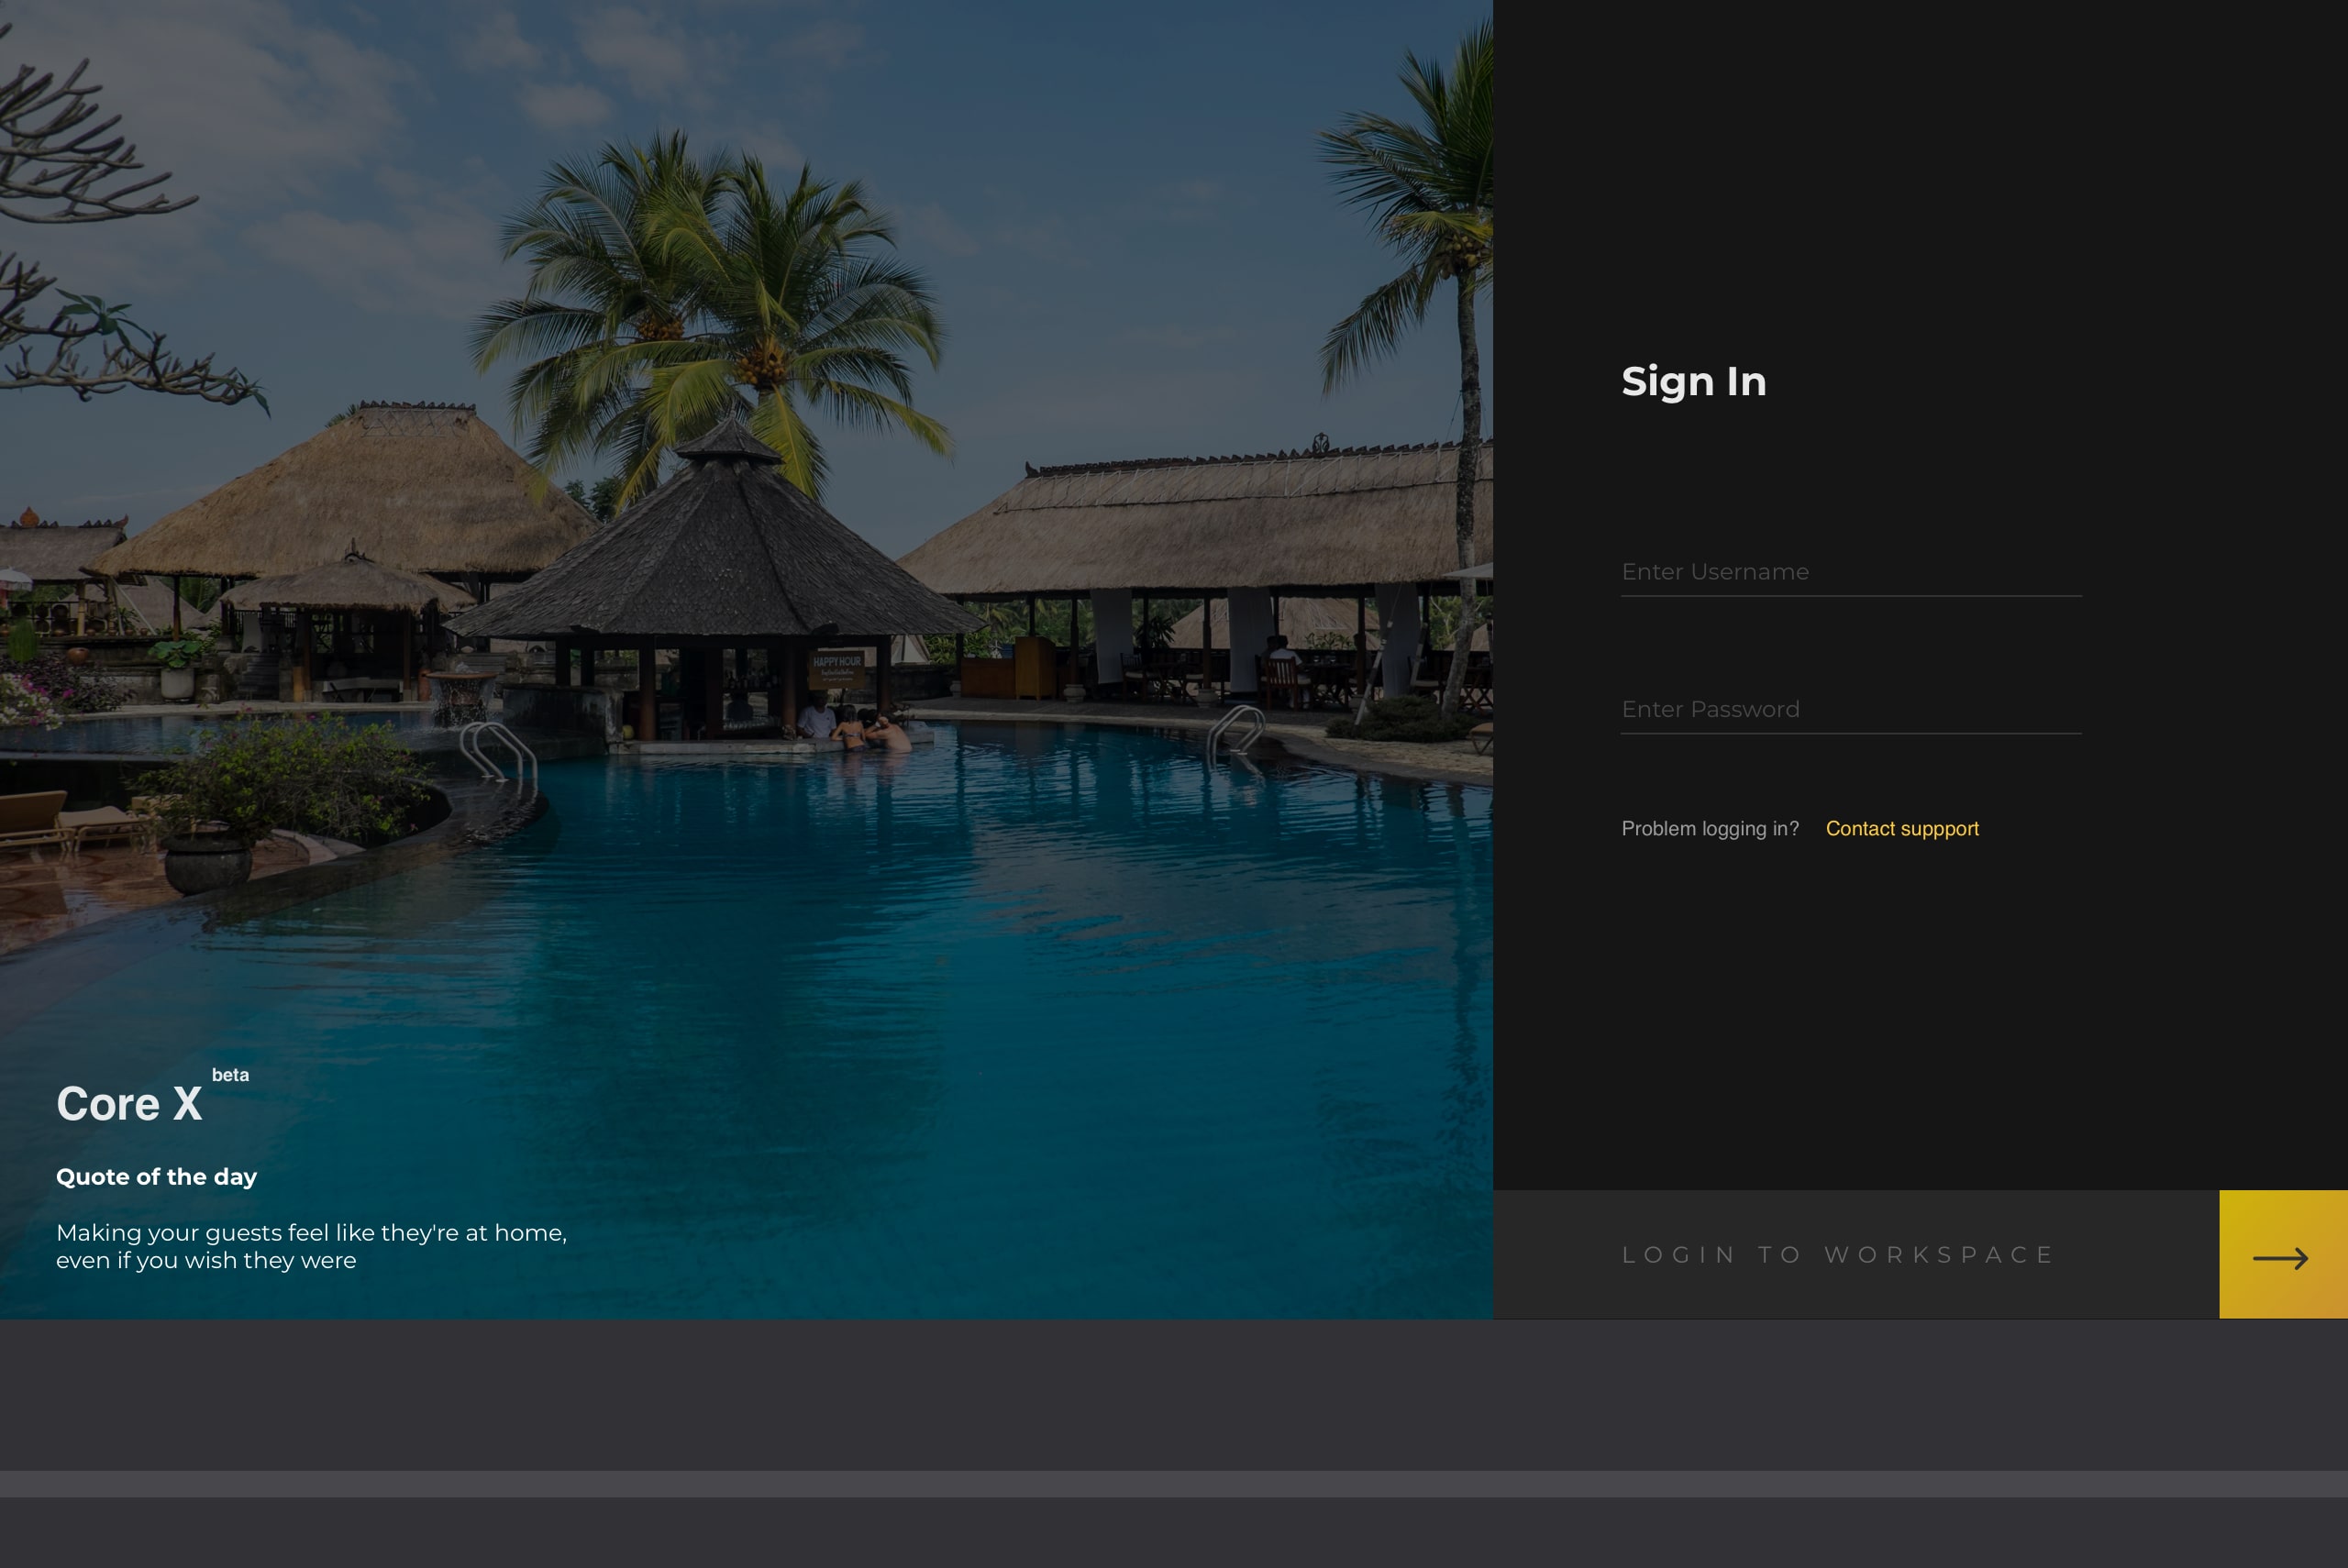 HAPPY HOUR
Core X beta
Quote of the day
Making your guests feel like they're at home,
even if you wish they were
Sign In
Enter Username
Enter Password
Problem logging in? Contact suppport
LOGIN TO WORKSPACE